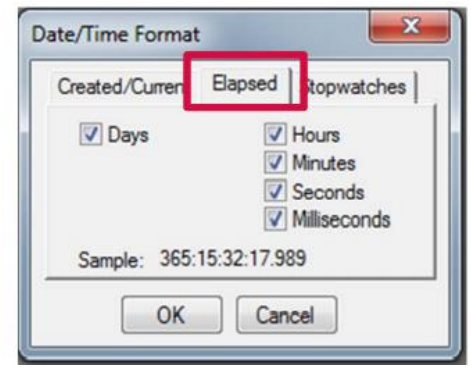 Date/Time Format
Created/Curren Elapsed Stopwatches
Days Hours
Minutes
Seconds
Milliseconds
Sample: 365:15:32:17.989
OK Cancel